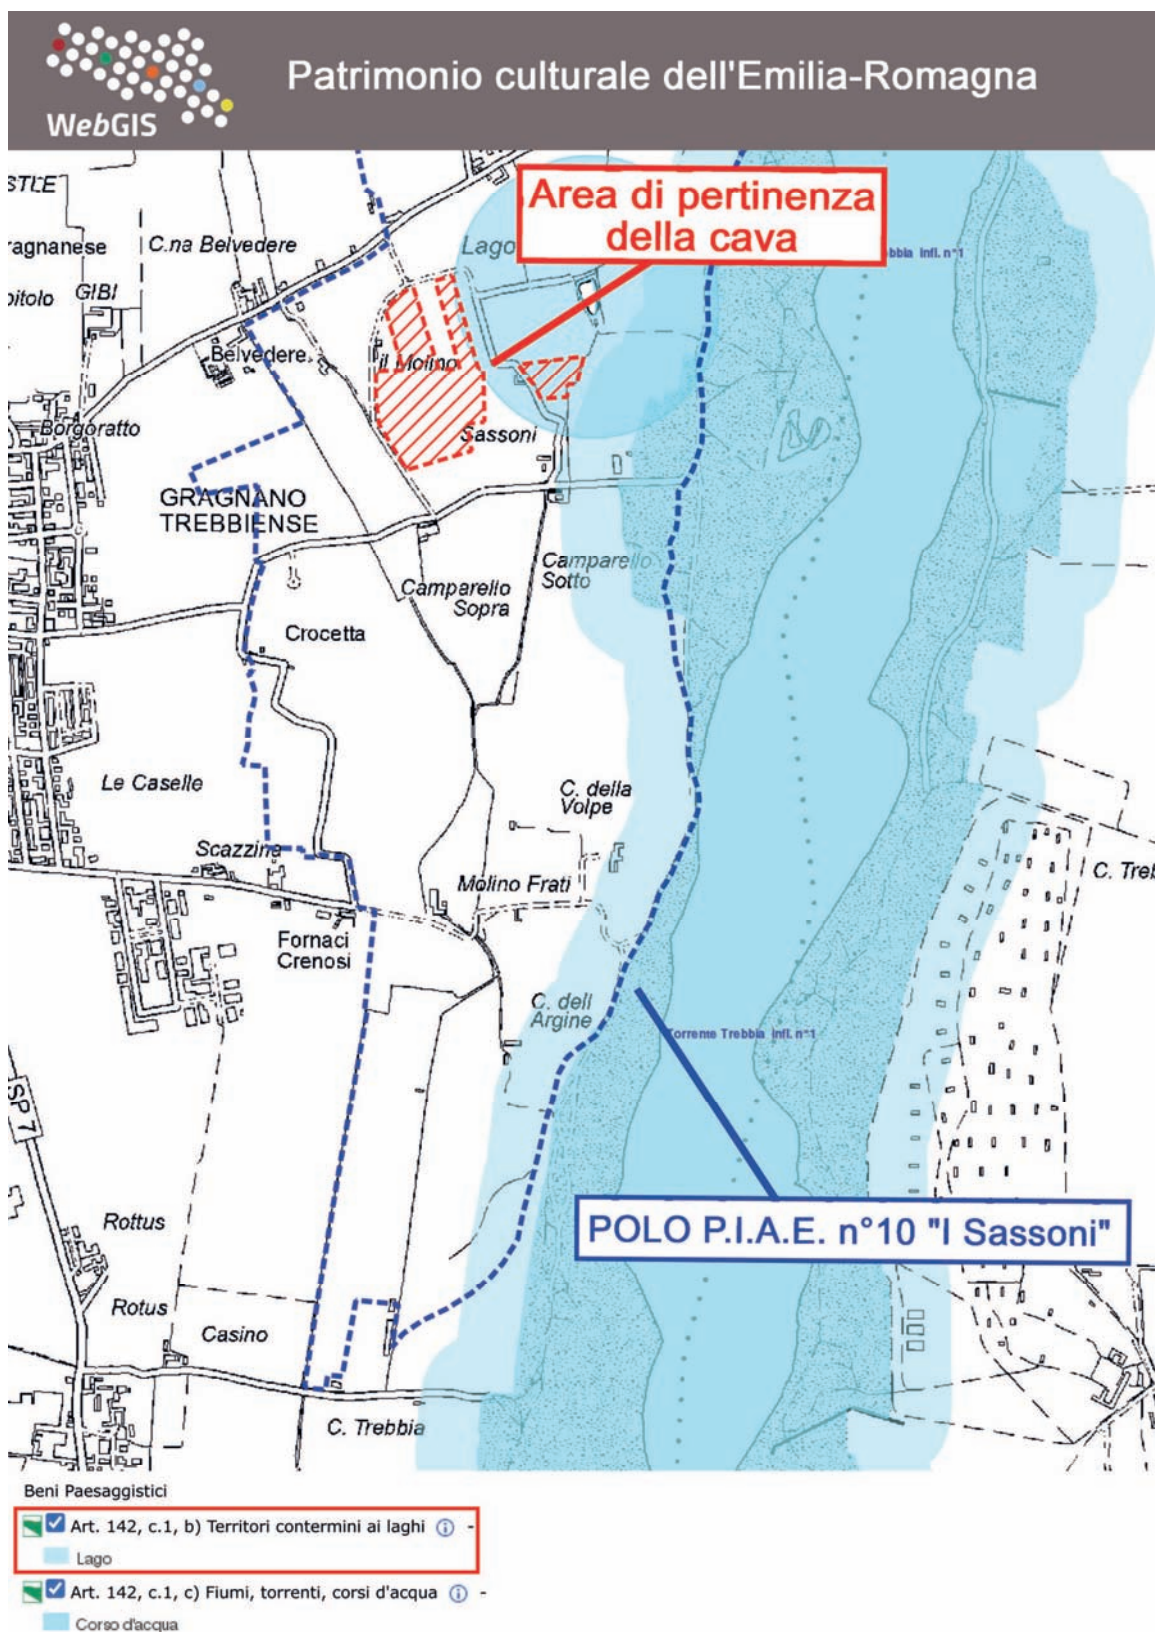 WebGIS
Patrimonio culturale dell'Emilia-Romagna
Area di pertinenza
della cava
C.na Belvedere
Lago
GIBI
Belvedere
il Molino
Borgoratto
Sassoni
GRAGNANO
TREBBIENSE
Camparello
Sotto
Camparello
Sopra
Crocetta
Le Caselle
C. della
Volpe
Scazzina
Molino Frati
Fornaci
Crenosi
C. dell
Argine
Torrente Trebbia infl. n°1
SP 7
POLO P.I.A.E. n°10 "I Sassoni"
Rottus
Rotus
Casino
C. Trebbia
Beni Paesaggistici
Art. 142, c.1, b) Territori contermini ai laghi
Lago
Art. 142, c.1, c) Fiumi, torrenti, corsi d'acqua
Corso d'acqua